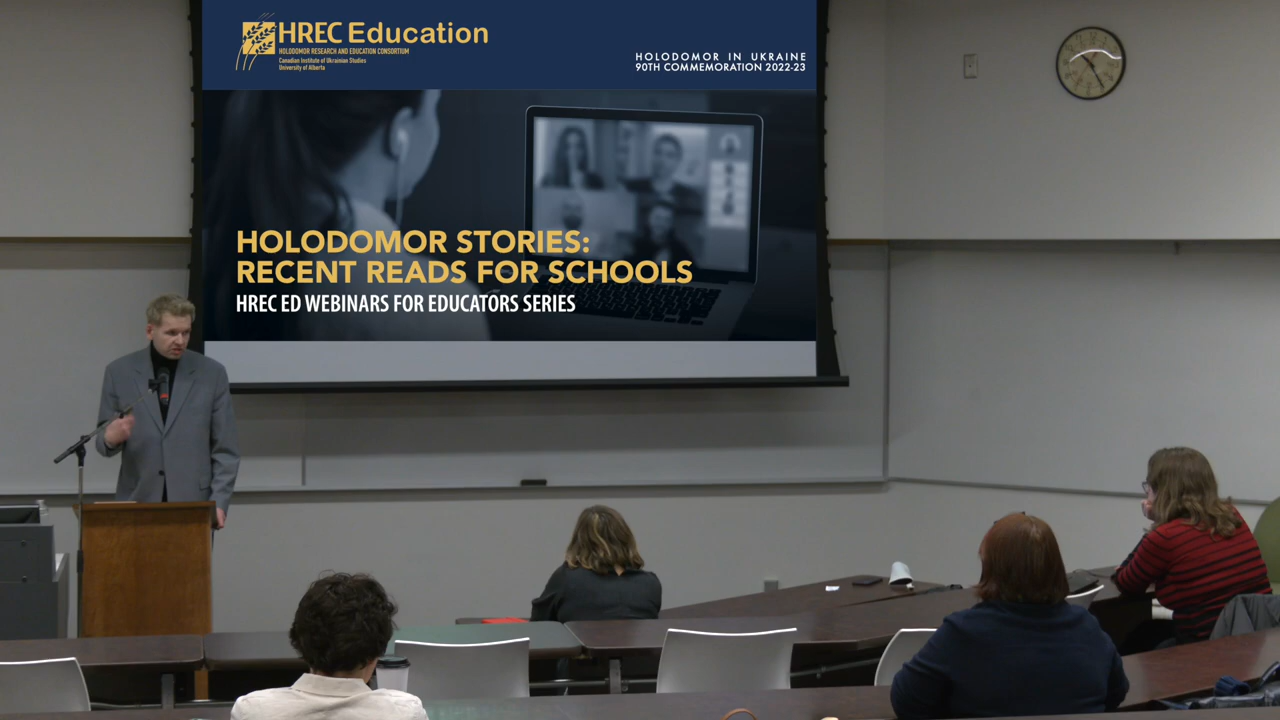 HREC Education
HOLODOMOR RESEARCH AND EDUCATION CONSORTIUM
Canadian Institute of Ukrainian Studies
University of Alberta
HOLODOMOR IN UKRAINE
90TH COMMEMORATION 2022-23
HOLODOMOR STORIES:
RECENT READS FOR SCHOOLS
HREC ED WEBINARS FOR EDUCATORS SERIES